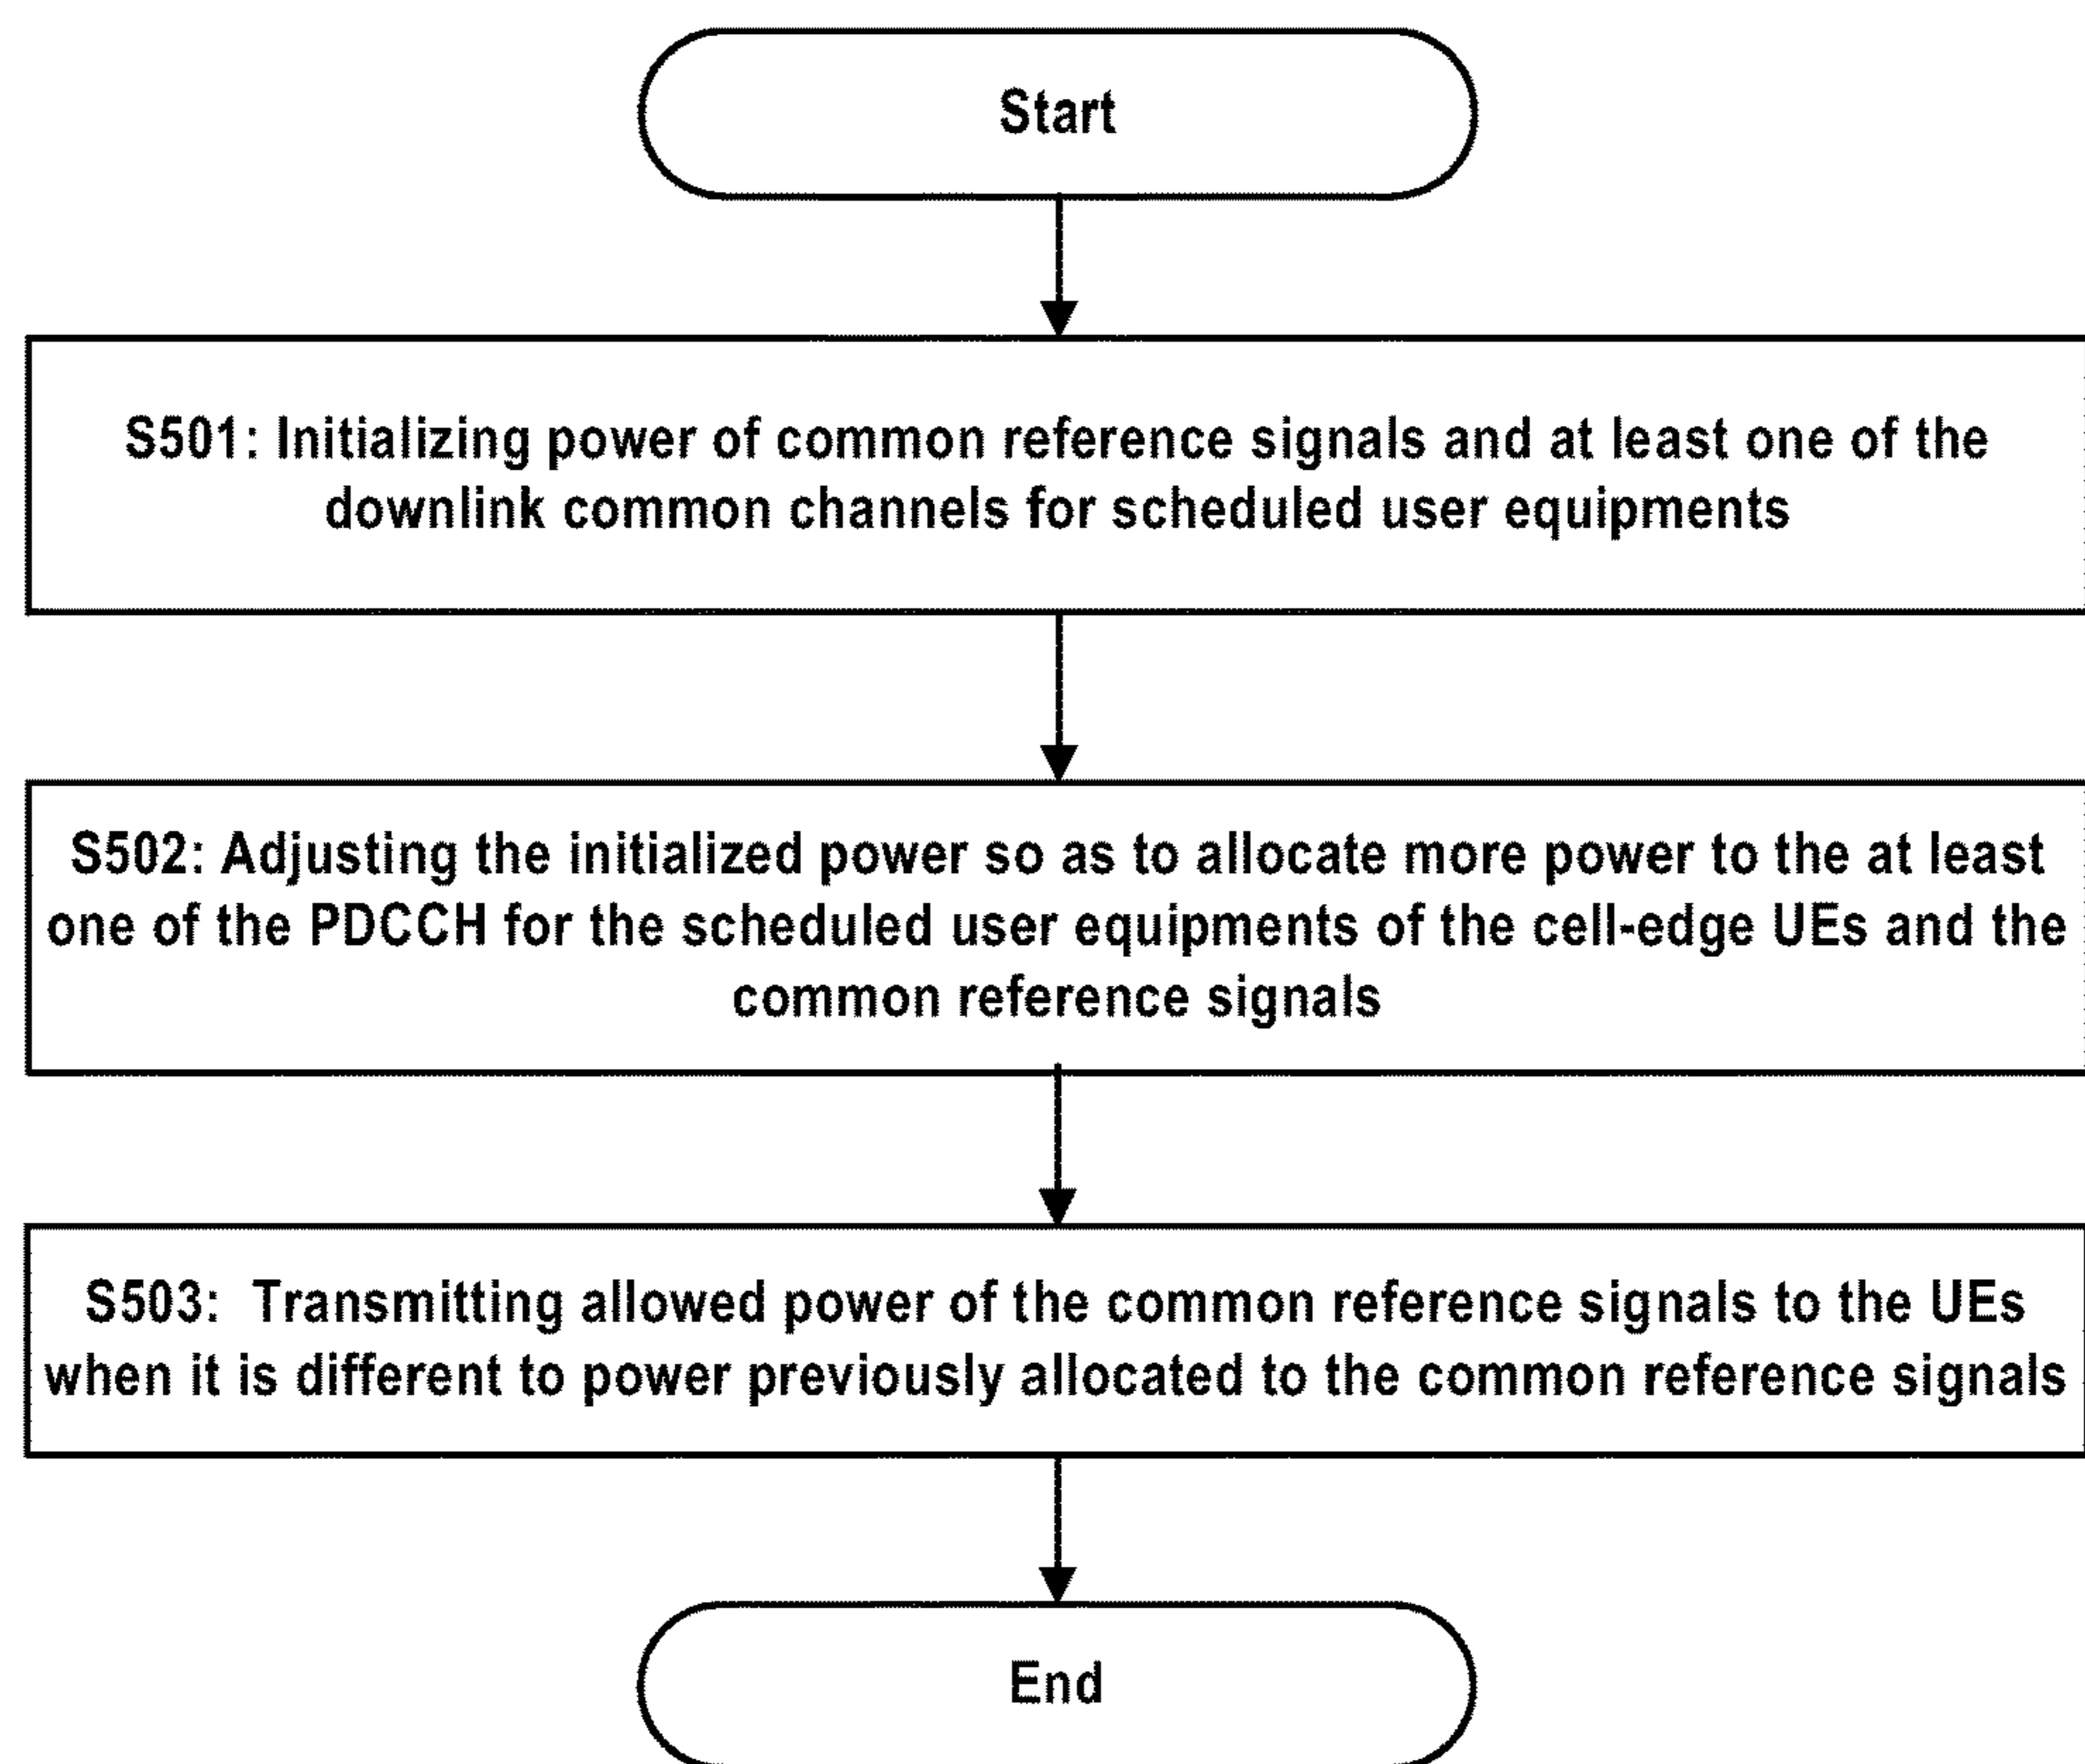 Start
S501: Initializing power of common reference signals and at least one of the
downlink common channels for scheduled user equipments
S502: Adjusting the initialized power so as to allocate more power to the at least
one of the PDCCH for the scheduled user equipments of the cell-edge UEs and the
common reference signals
S503: Transmitting allowed power of the common reference signals to the UEs
when it is different to power previously allocated to the common reference signals
End